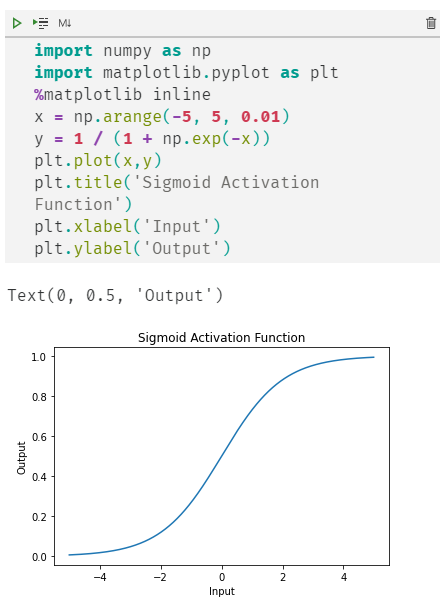 M↓
import numpy as np
import matplotlib.pyplot as plt
%matplotlib inline
x = np.arange(-5, 5, 0.01)
y = 1 / (1 + np.exp(-x))
plt.plot(x,y)
plt.title('Sigmoid Activation
Function')
plt.xlabel('Input')
plt.ylabel('Output')
Text(0, 0.5, 'Output')
Sigmoid Activation Function
1.0
0.8
0.6
0.4
0.2
0.0
Output
−4 −2 0 2 4
Input